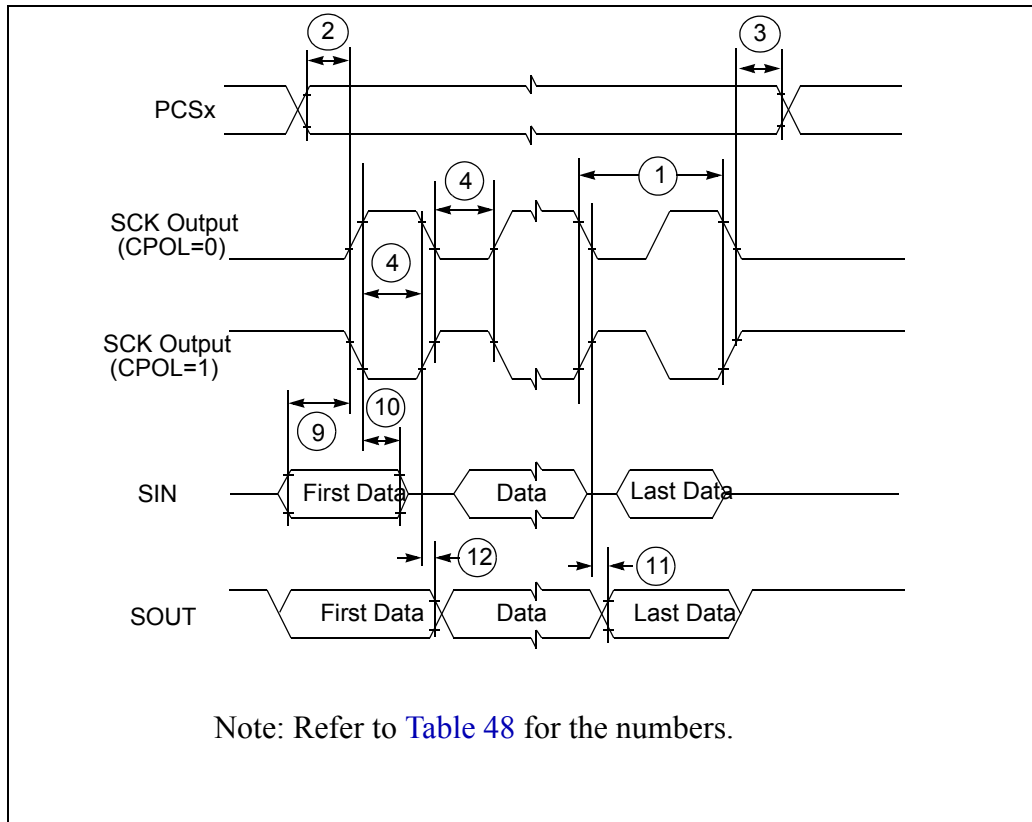 2
3
PCSx
4
1
SCK Output
(CPOL=0)
4
SCK Output
(CPOL=1)
9
10
SIN
First Data
Data
Last Data
12
11
SOUT
First Data
Data
Last Data
Note: Refer to Table 48 for the numbers.